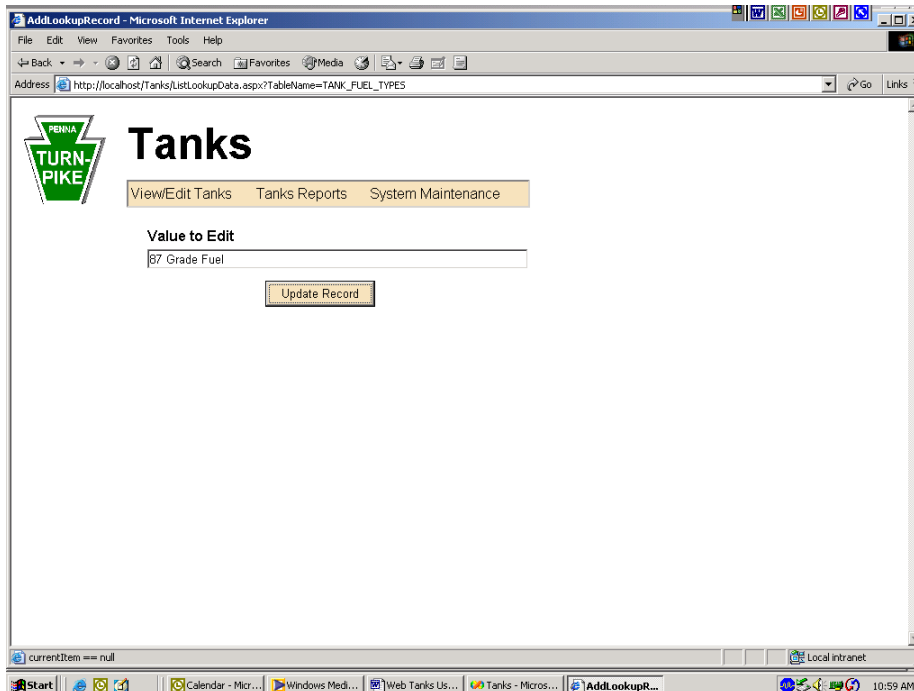 AddLookupRecord - Microsoft Internet Explorer
File Edit View Favorites Tools Help
Back Search Favorites Media
Address http://localhost/Tanks/ListLookupData.aspx?TableName=TANK_FUEL_TYPES Go Links
PENNA
TURN-
PIKE
Tanks
View/Edit Tanks Tanks Reports System Maintenance
Value to Edit
87 Grade Fuel
Update Record
currentItem == null Local intranet
Start Calendar - Micr... Windows Medi... Web Tanks Us... Tanks - Micros... AddLookupR... 10:59 AM